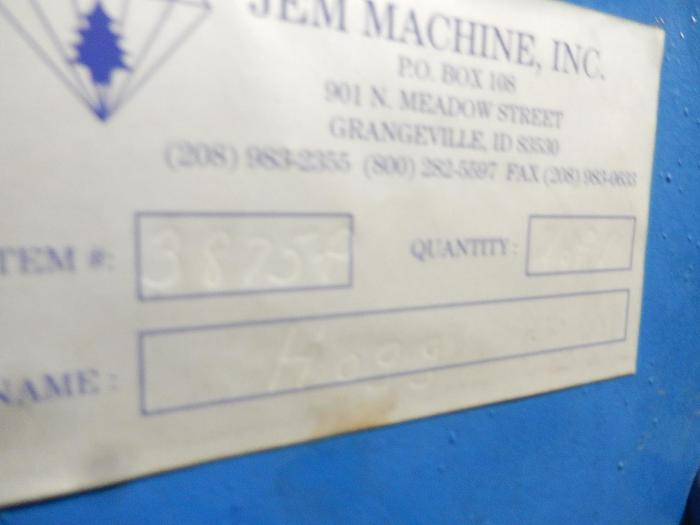 JEM MACHINE, INC.
P.O. BOX 108
901 N. MEADOW STREET
GRANGEVILLE, ID 83530
(208) 983-2355 (800) 282-5597 FAX (208) 983-0633
TEM #: QUANTITY:
NAME: Hogg